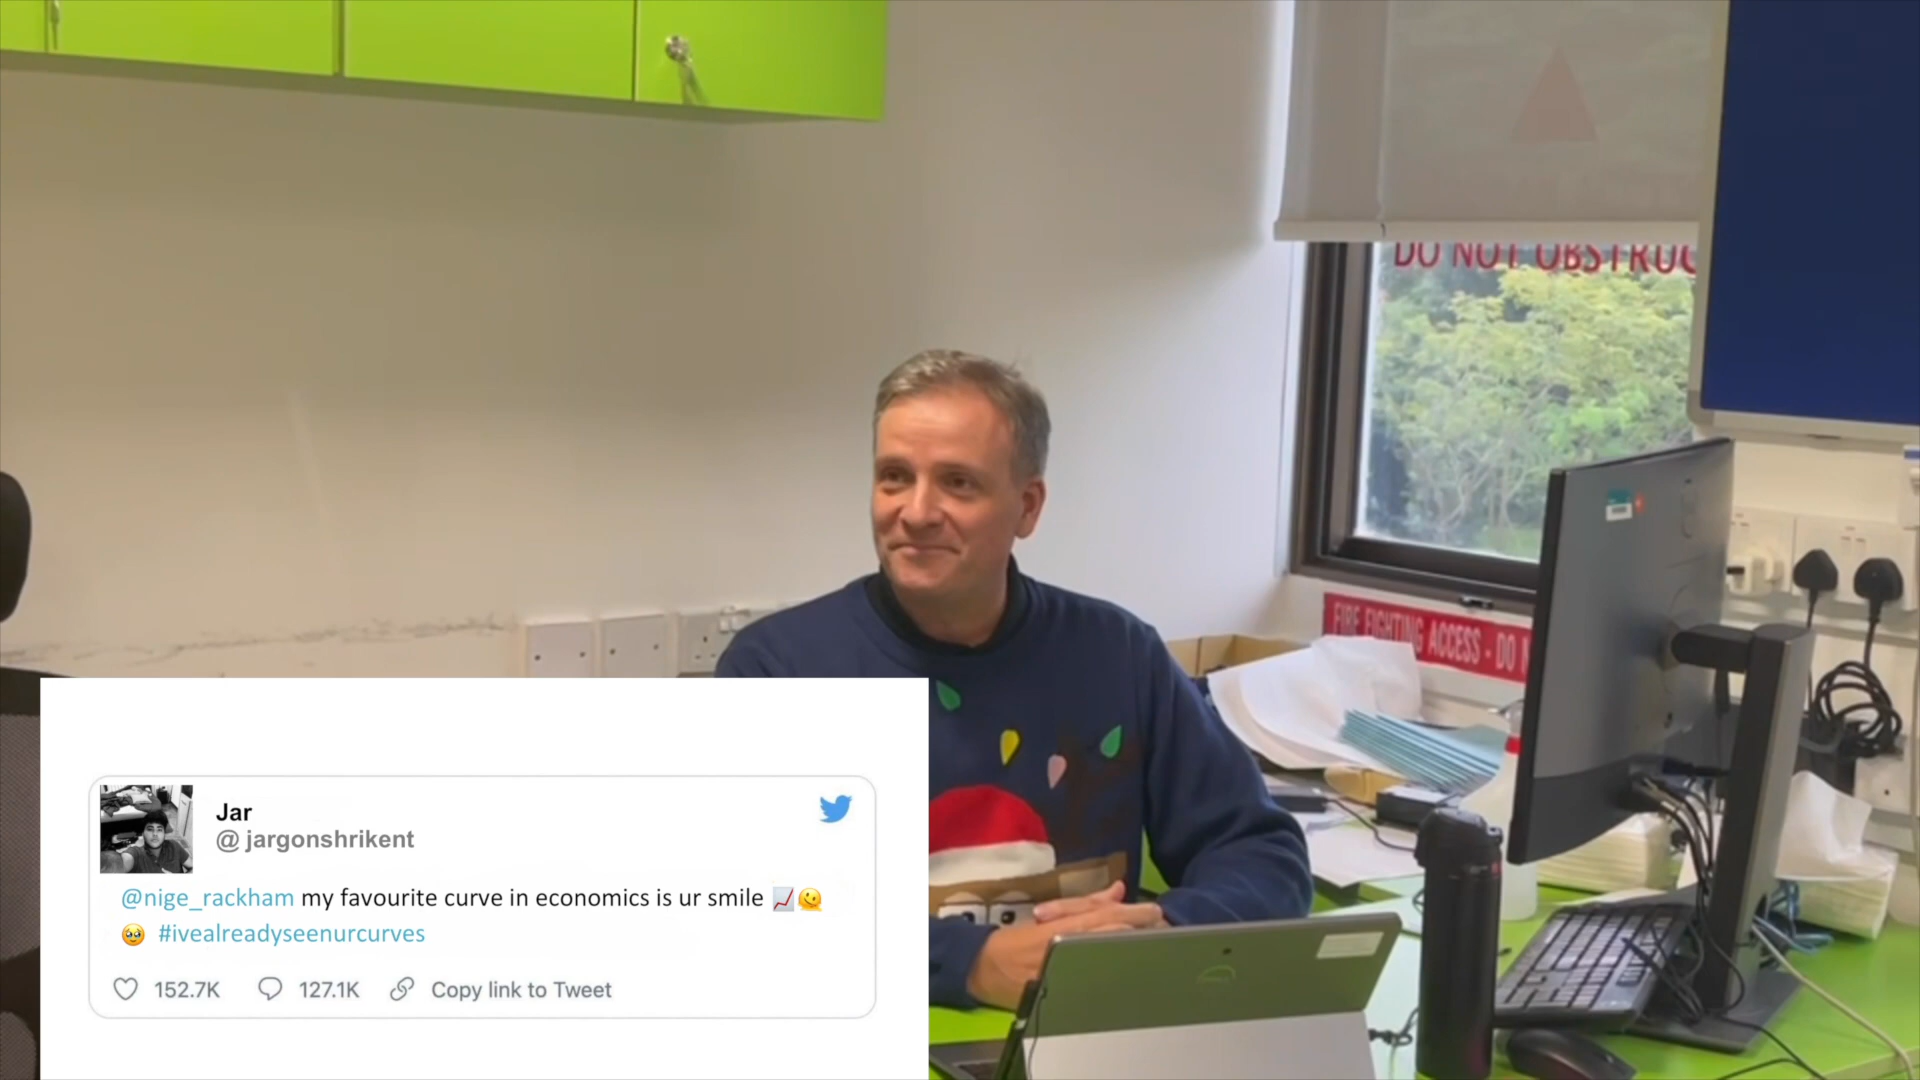 DO NOT OBSTRUC
FIRE FIGHTING ACCESS - DO
Jar
@ jargonshrikent
@nige_rackham my favourite curve in economics is ur smile 📈🫠
🥹 #ivealreadyseenurcurves
152.7K 127.1K Copy link to Tweet